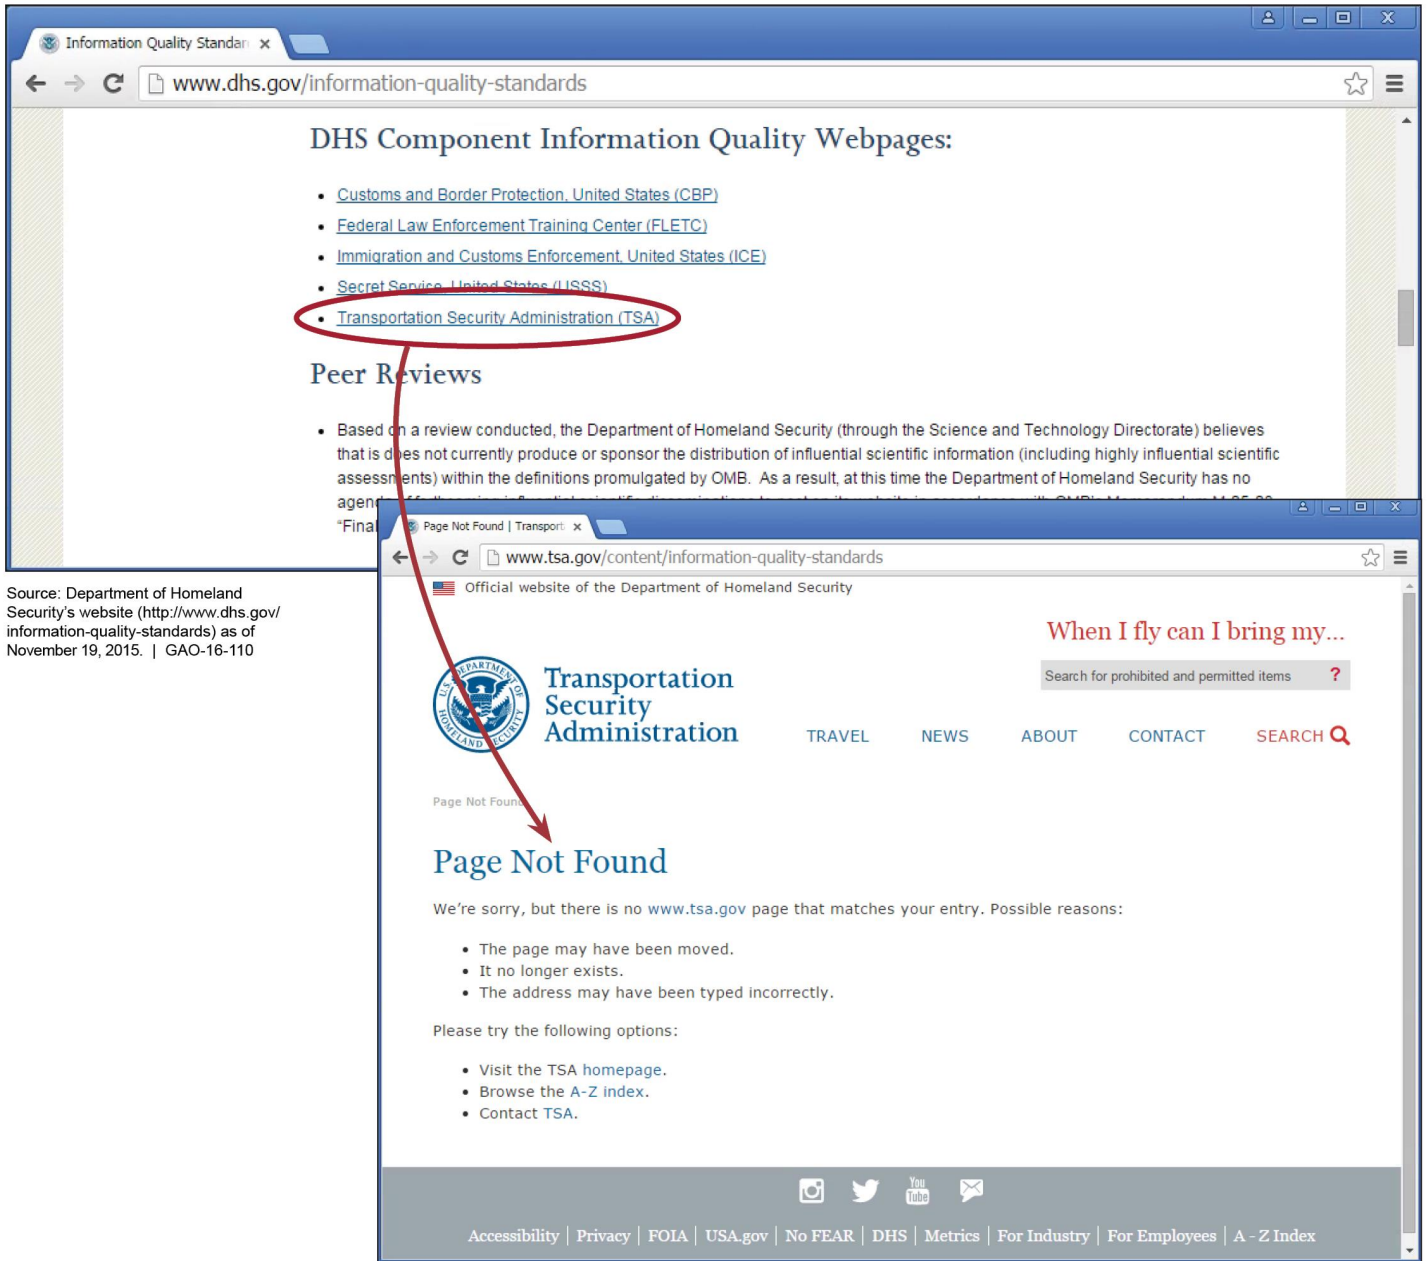 Information Quality Standar
www.dhs.gov/information-quality-standards
DHS Component Information Quality Webpages:
• Customs and Border Protection, United States (CBP)
• Federal Law Enforcement Training Center (FLETC)
• Immigration and Customs Enforcement, United States (ICE)
• Secret Service, United States (USSS)
• Transportation Security Administration (TSA)
Peer Reviews
• Based on a review conducted, the Department of Homeland Security (through the Science and Technology Directorate) believes
that is does not currently produce or sponsor the distribution of influential scientific information (including highly influential scientific
assessments) within the definitions promulgated by OMB. As a result, at this time the Department of Homeland Security has no
"Final
Source: Department of Homeland
Security's website (http://www.dhs.gov/
information-quality-standards) as of
November 19, 2015. | GAO-16-110
Page Not Found | Transport
www.tsa.gov/content/information-quality-standards
Official website of the Department of Homeland Security
When I fly can I bring my...
Search for prohibited and permitted items ?
U.S. DEPARTMENT OF HOMELAND SECURITY
Transportation
Security
Administration
TRAVEL NEWS ABOUT CONTACT SEARCH
Page Not Found
Page Not Found
We're sorry, but there is no www.tsa.gov page that matches your entry. Possible reasons:
• The page may have been moved.
• It no longer exists.
• The address may have been typed incorrectly.
Please try the following options:
• Visit the TSA homepage.
• Browse the A-Z index.
• Contact TSA.
You
Tube
Accessibility | Privacy | FOIA | USA.gov | No FEAR | DHS | Metrics | For Industry | For Employees | A - Z Index